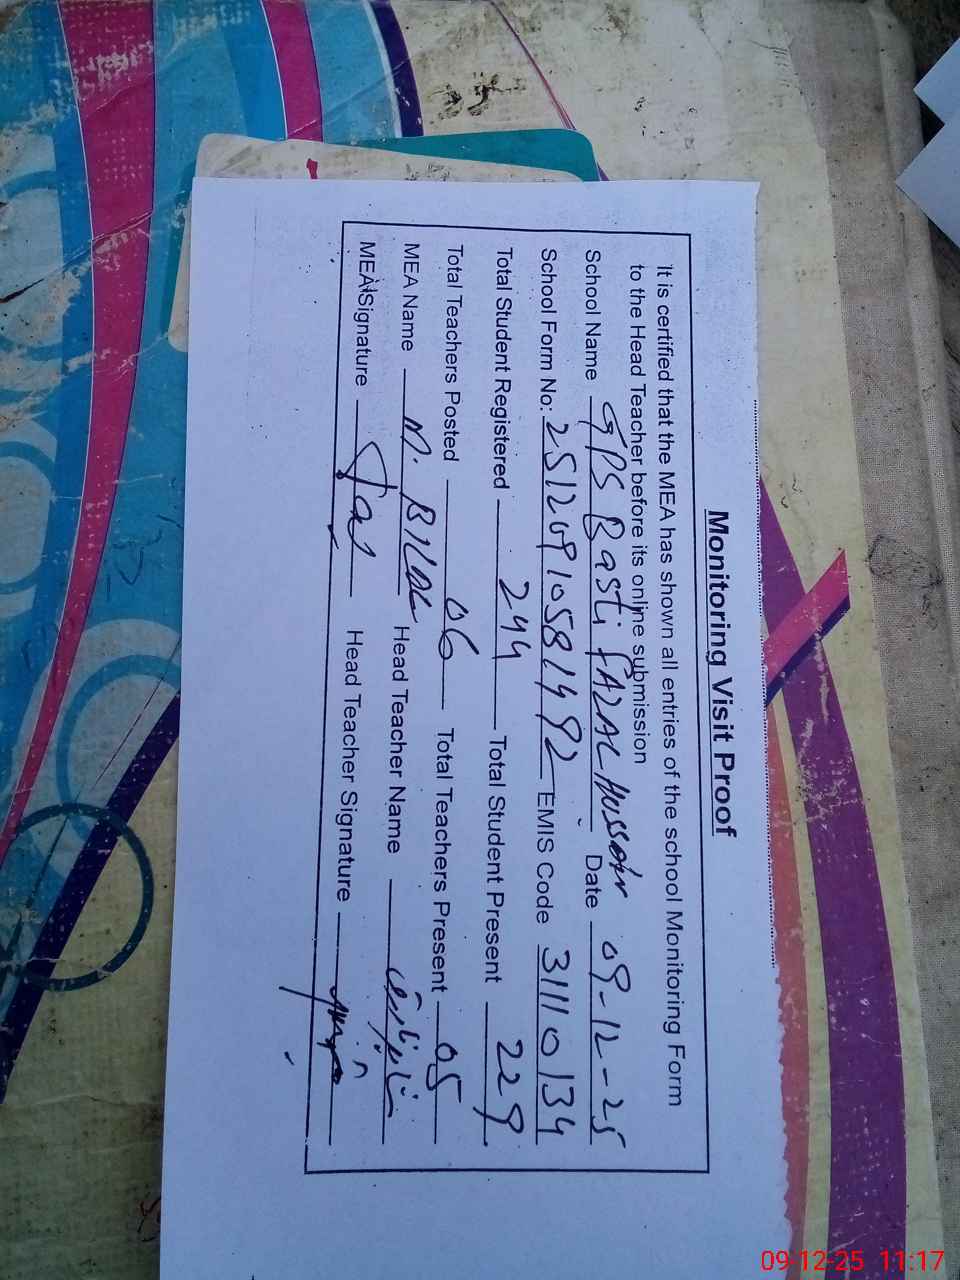 Monitoring Visit Proof
It is certified that the MEA has shown all entries of the school Monitoring Form
to the Head Teacher before its online submission
School Name GPS Basti FAZAL Hussain Date 09-12-25
School Form No: 251209105814992 EMIS Code 31110134
Total Student Registered 244 Total Student Present 229
Total Teachers Posted 06 Total Teachers Present 05
MEA Name M. Bilal Head Teacher Name
MEA Signature Head Teacher Signature
09-12-25 11:17